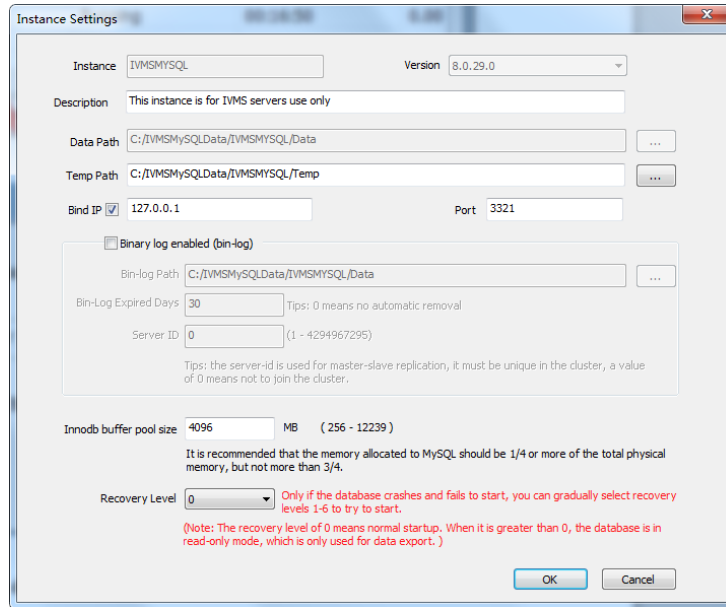 00:16:50 0.00
Instance Settings
Instance IVMSMYSQL Version 8.0.29.0
Description This instance is for IVMS servers use only
Data Path C:/IVMSMySQLData/IVMSMYSQL/Data ...
Temp Path C:/IVMSMySQLData/IVMSMYSQL/Temp ...
Bind IP 127.0.0.1 Port 3321
Binary log enabled (bin-log)
Bin-log Path C:/IVMSMySQLData/IVMSMYSQL/Data ...
Bin-Log Expired Days 30 Tips: 0 means no automatic removal
Server ID 0 (1 - 4294967295)
Tips: the server-id is used for master-slave replication, it must be unique in the cluster, a value
of 0 means not to join the cluster.
Innodb buffer pool size 4096 MB ( 256 - 12239 )
It is recommended that the memory allocated to MySQL should be 1/4 or more of the total physical
memory, but not more than 3/4.
Recovery Level 0 Only if the database crashes and fails to start, you can gradually select recovery
levels 1-6 to try to start.
(Note: The recovery level of 0 means normal startup. When it is greater than 0, the database is in
read-only mode, which is only used for data export. )
OK Cancel